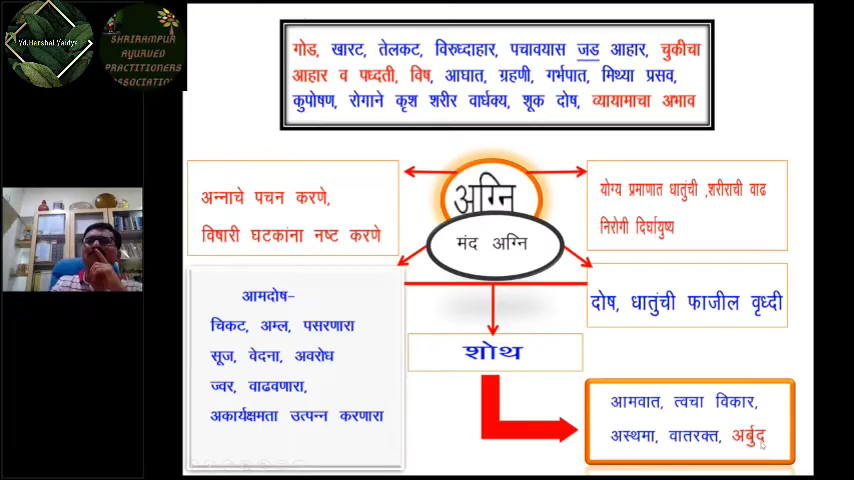 Yd.Harshal Vaidya
SHRIRAMPUR
AYURVED
PRACTITIONERS
ASSOCIATION
गोड, खारट, तेलकट, विरुध्दाहार, पचावयास जड आहार, चुकीचा
आहार व पध्दती, विष, आघात, ग्रहणी, गर्भपात, मिथ्या प्रसव,
कुपोषण, रोगाने कृश शरीर वार्धक्य, शूक दोष, व्यायामाचा अभाव
अग्नि
मंद अग्नि
अन्नाचे पचन करणे,
विषारी घटकांना नष्ट करणे
योग्य प्रमाणात धातुंची ,शरीराची वाढ
निरोगी दिर्घायुष्य
आमदोष–
चिकट, अम्ल, पसरणारा
सूज, वेदना, अवरोध
ज्वर, वाढवणारा,
अकार्यक्षमता उत्पन्न करणारा
दोष, धातुंची फाजील वृध्दी
शोथ
आमवात, त्वचा विकार,
अस्थमा, वातरक्त, अर्बुद